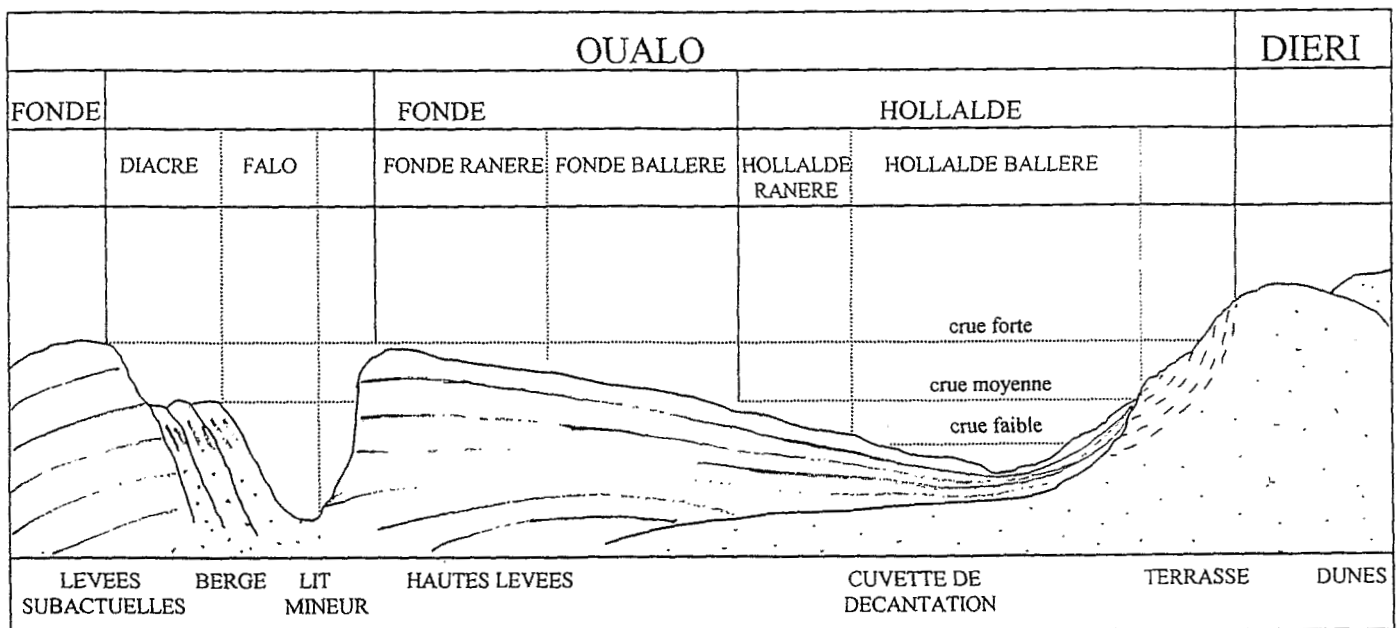 OUALO
DIERI
FONDE
FONDE
HOLLALDE
DIACRE
FALO
FONDE RANERE
FONDE BALLERE
HOLLALDE
RANERE
HOLLALDE BALLERE
crue forte
crue moyenne
crue faible
LEVEES
SUBACTUELLES
BERGE
LIT
MINEUR
HAUTES LEVEES
CUVETTE DE
DECANTATION
TERRASSE
DUNES